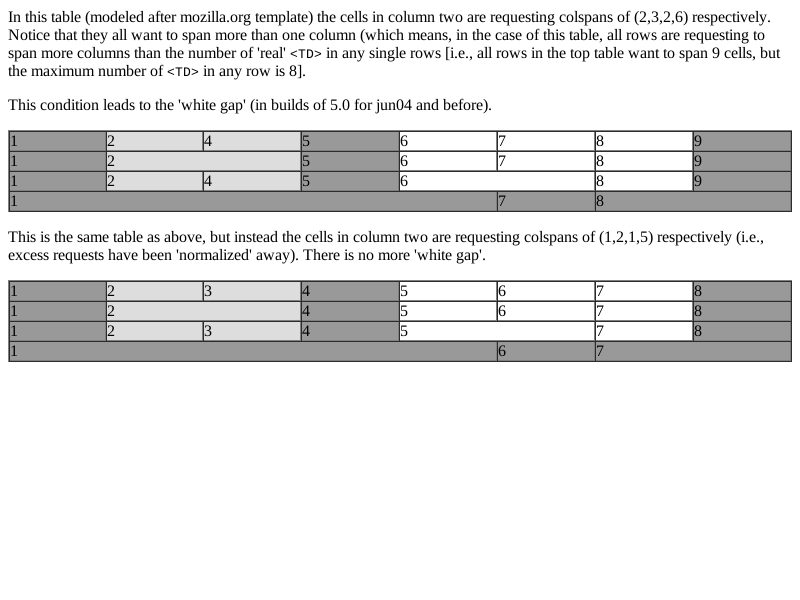 In this table (modeled after mozilla.org template) the cells in column two are requesting colspans of (2,3,2,6) respectively.
Notice that they all want to span more than one column (which means, in the case of this table, all rows are requesting to
span more columns than the number of 'real' <TD> in any single rows [i.e., all rows in the top table want to span 9 cells, but
the maximum number of <TD> in any row is 8].
This condition leads to the 'white gap' (in builds of 5.0 for jun04 and before).
1 2 4 5 6 7 8 9
1 2 5 6 7 8 9
1 2 4 5 6 8 9
1 7 8
This is the same table as above, but instead the cells in column two are requesting colspans of (1,2,1,5) respectively (i.e.,
excess requests have been 'normalized' away). There is no more 'white gap'.
1 2 3 4 5 6 7 8
1 2 4 5 6 7 8
1 2 3 4 5 7 8
1 6 7